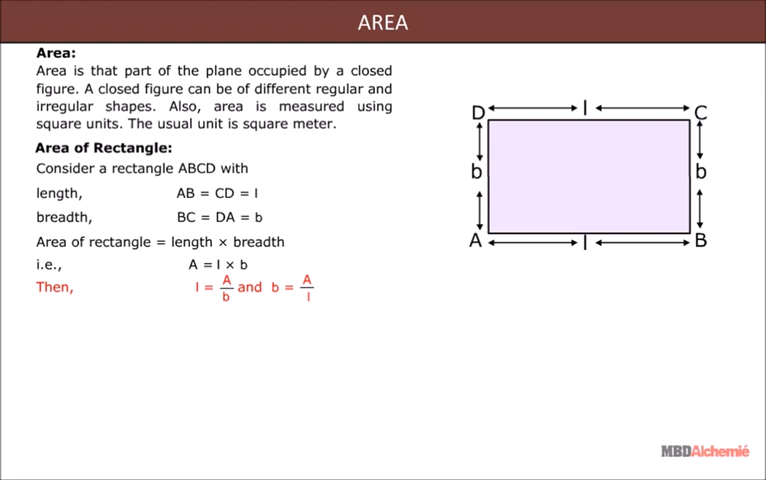 AREA
Area:
Area is that part of the plane occupied by a closed
figure. A closed figure can be of different regular and
irregular shapes. Also, area is measured using
square units. The usual unit is square meter.
Area of Rectangle:
Consider a rectangle ABCD with
length, AB = CD = l
breadth, BC = DA = b
Area of rectangle = length × breadth
i.e., A = l × b
Then, l = A/b and b = A/l
D l C
b b
A l B
MBDAlchemié